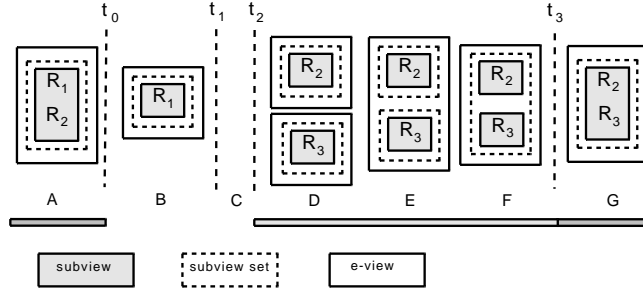 t0 t1 t2 t3
R1 R2 R2 R2 R2
R1
R2 R3 R3 R3 R3
A B C D E F G
subview subview set e-view